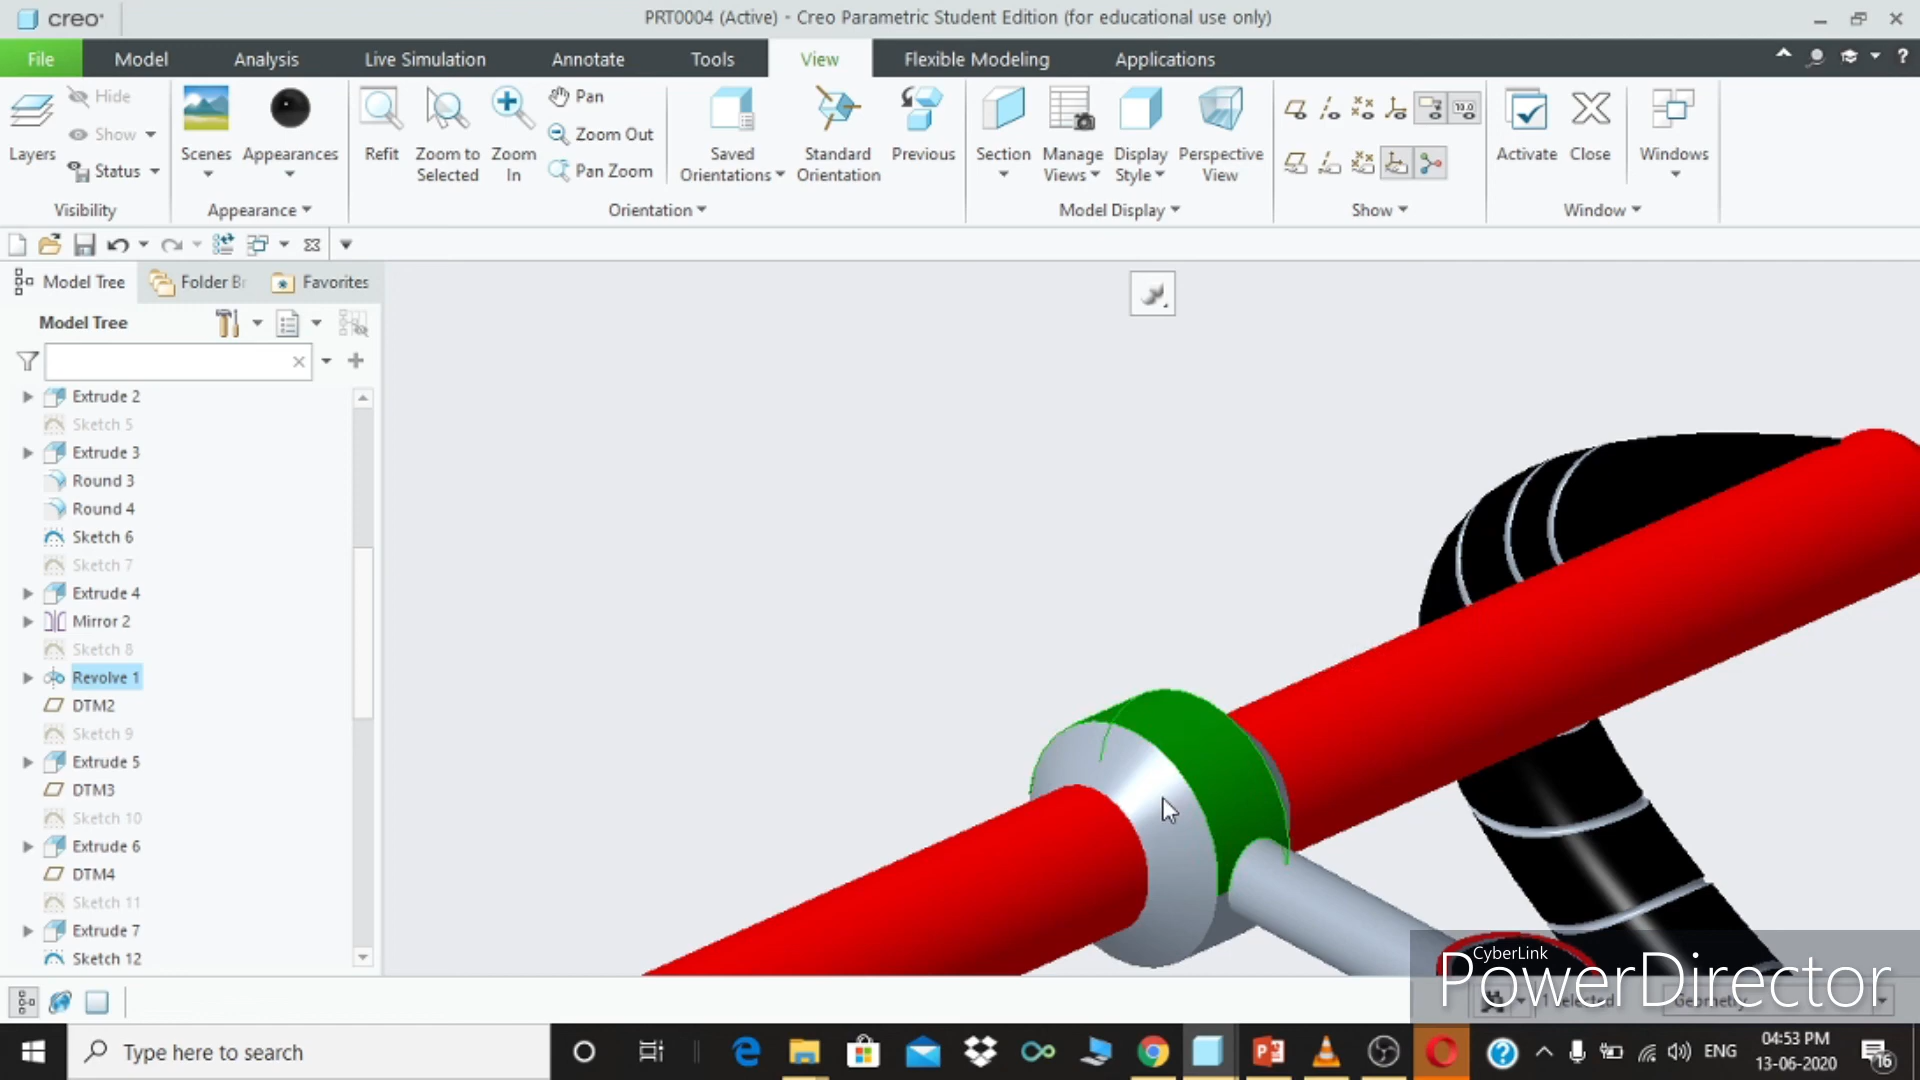 creo
PRT0004 (Active) - Creo Parametric Student Edition (for educational use only)
File Model Analysis Live Simulation Annotate Tools View Flexible Modeling Applications
Layers
Hide
Show
Status
Visibility
Scenes Appearances
Appearance
Refit
Zoom to Selected
Zoom In
Pan
Zoom Out
Pan Zoom
Saved Orientations
Standard Orientation
Previous
Orientation
Section
Manage Views
Display Style
Perspective View
Model Display
Show
Activate
Close
Windows
Window
Model Tree
Folder Br
Favorites
Model Tree
Extrude 2
Sketch 5
Extrude 3
Round 3
Round 4
Sketch 6
Sketch 7
Extrude 4
Mirror 2
Sketch 8
Revolve 1
DTM2
Sketch 9
Extrude 5
DTM3
Sketch 10
Extrude 6
DTM4
Sketch 11
Extrude 7
Sketch 12
CyberLink
PowerDirector
1 selected
Geometry
Type here to search
ENG
04:53 PM
13-06-2020
16